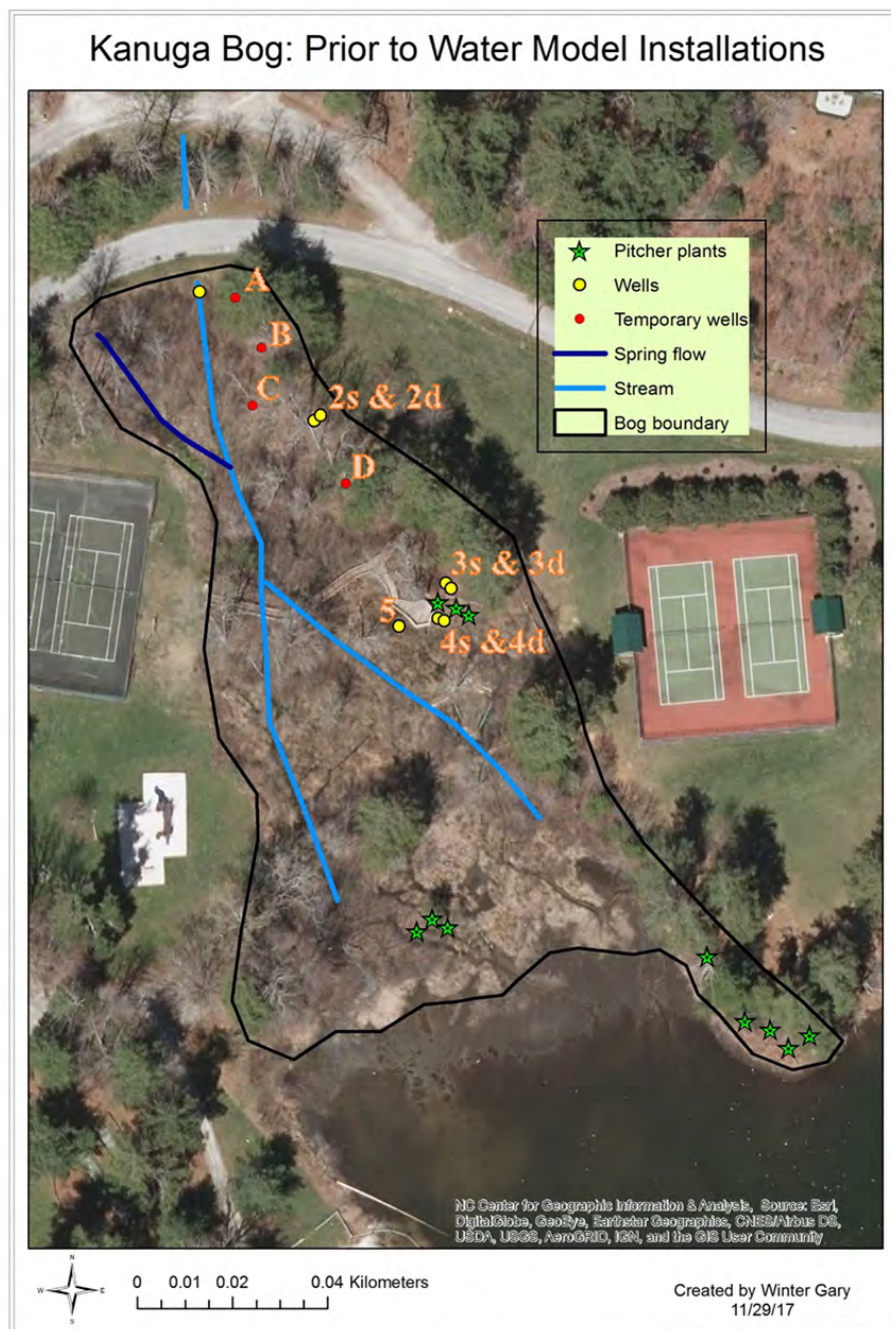 Kanuga Bog: Prior to Water Model Installations
Pitcher plants
Wells
Temporary wells
Spring flow
Stream
Bog boundary
A
B
C
2s & 2d
D
3s & 3d
5
4s &4d
NC Center for Geographic Information & Analysis, Source: Esri,
DigitalGlobe, GeoEye, Earthstar Geographics, CNES/Airbus DS,
USDA, USGS, AeroGRID, IGN, and the GIS User Community
N
W E
S
0 0.01 0.02 0.04 Kilometers
Created by Winter Gary
11/29/17